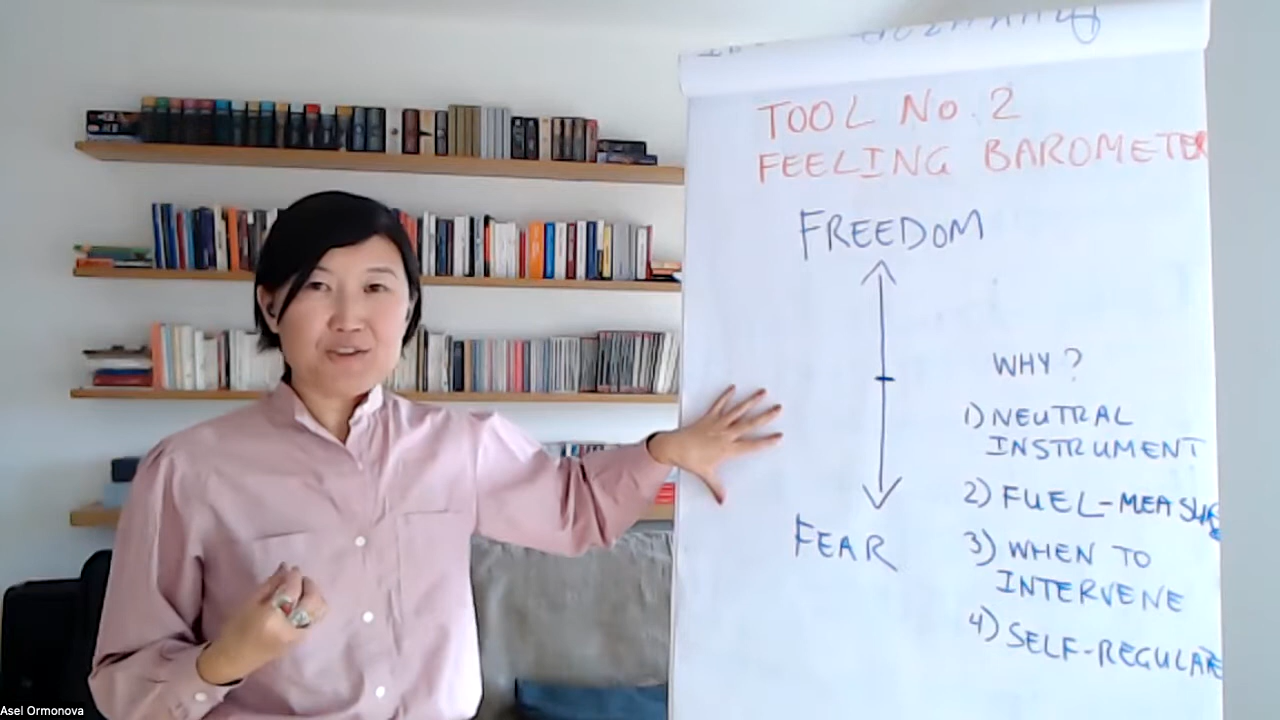 TOOL No. 2
FEELING BAROMETER
FREEDOM
WHY?
1) NEUTRAL
INSTRUMENT
2) FUEL-MEASURE
3) WHEN TO
INTERVENE
4) SELF-REGULATE
FEAR
Asel Ormonova